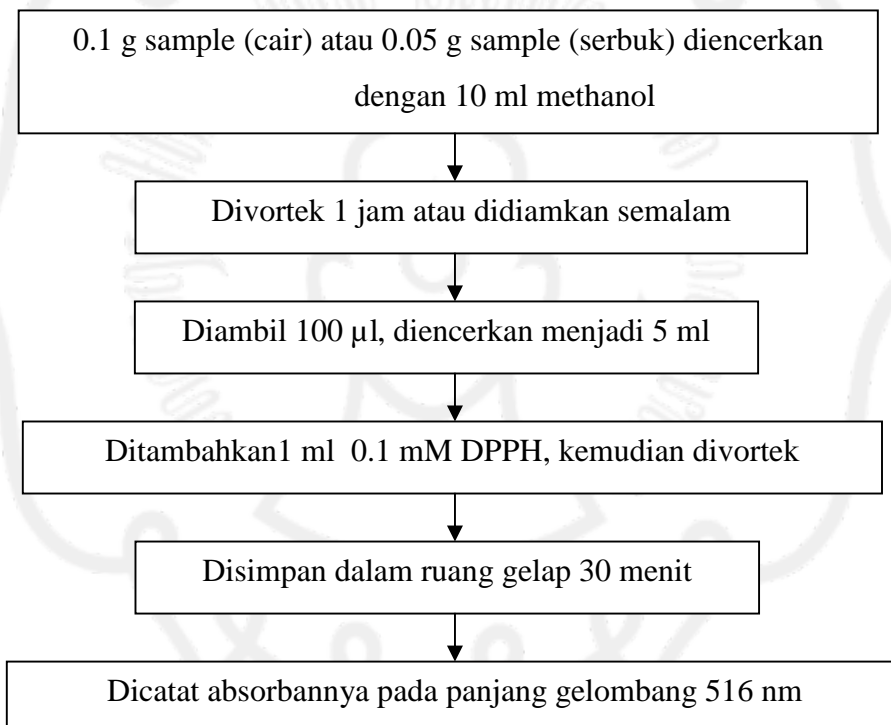 0.1 g sample (cair) atau 0.05 g sample (serbuk) diencerkan
dengan 10 ml methanol
Divortek 1 jam atau didiamkan semalam
Diambil 100 µl, diencerkan menjadi 5 ml
Ditambahkan1 ml 0.1 mM DPPH, kemudian divortek
Disimpan dalam ruang gelap 30 menit
Dicatat absorbannya pada panjang gelombang 516 nm